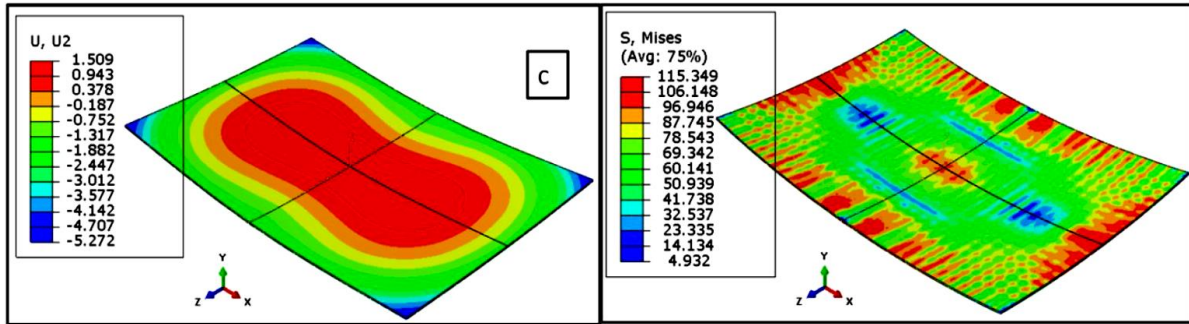 U, U2
1.509
0.943
0.378
-0.187
-0.752
-1.317
-1.882
-2.447
-3.012
-3.577
-4.142
-4.707
-5.272
C
Y
Z
X
S, Mises
(Avg: 75%)
115.349
106.148
96.946
87.745
78.543
69.342
60.141
50.939
41.738
32.537
23.335
14.134
4.932
Y
Z
X